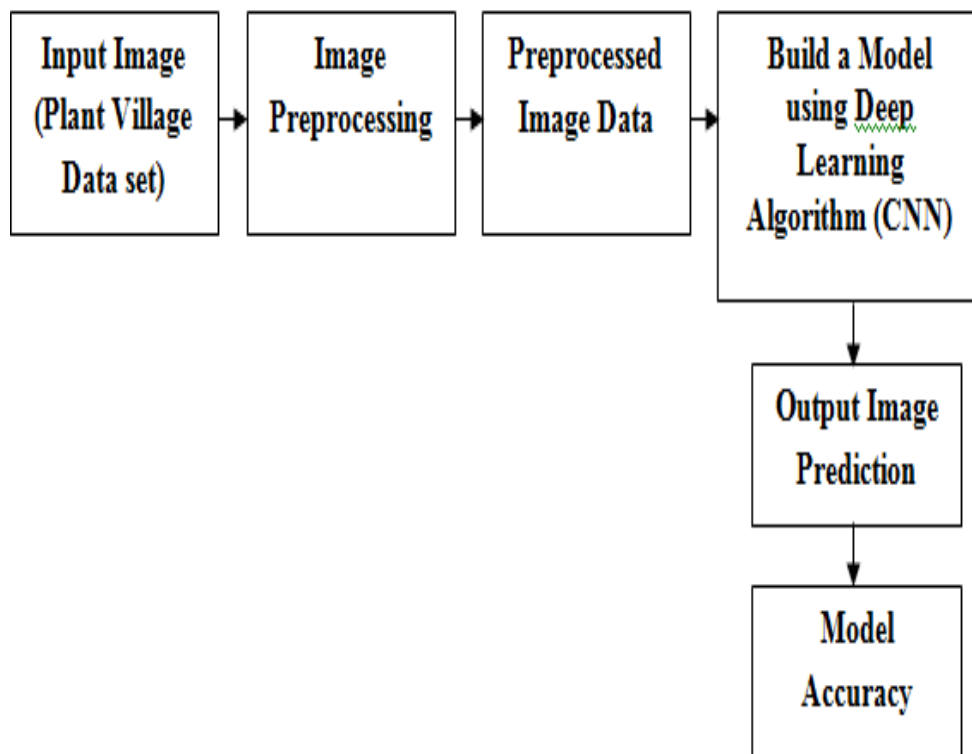 Input Image
(Plant Village
Data set)
Image
Preprocessing
Preprocessed
Image Data
Build a Model
using Deep
Learning
Algorithm (CNN)
Output Image
Prediction
Model
Accuracy